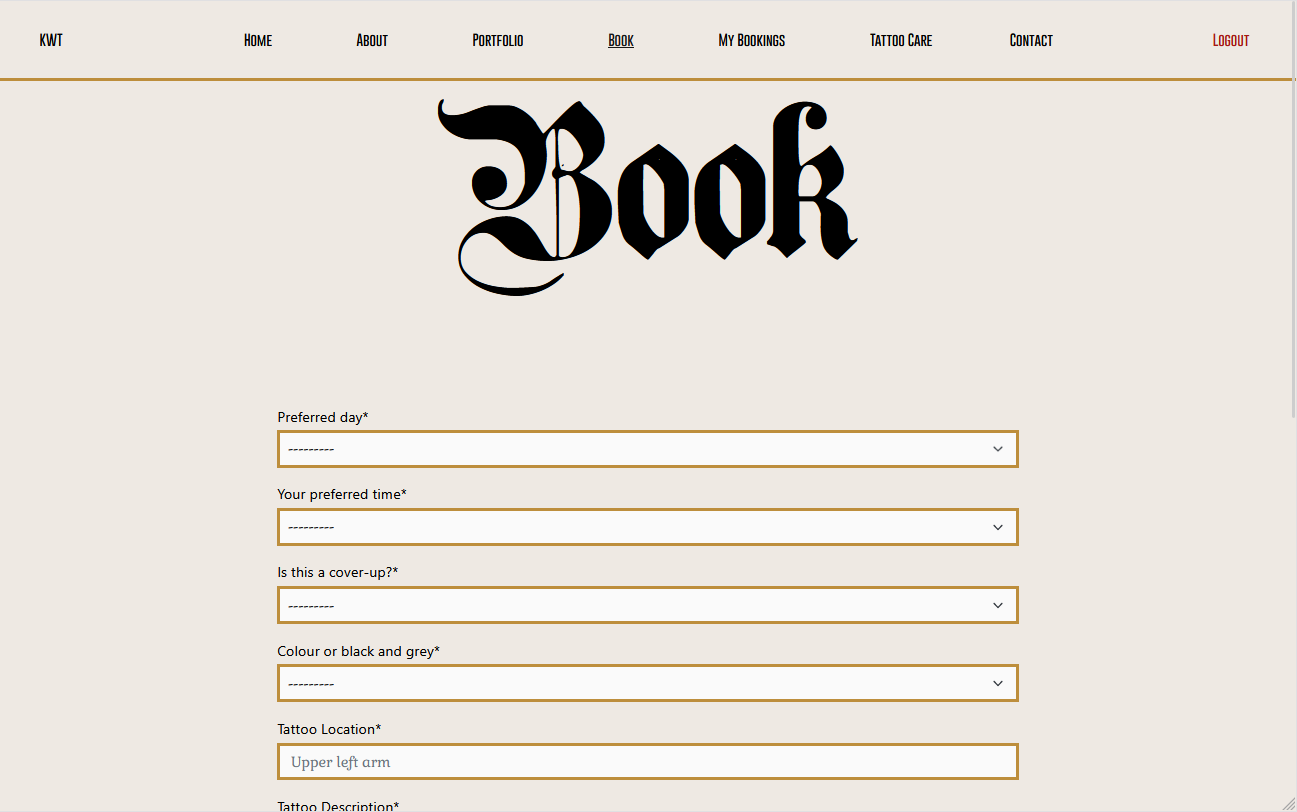 KWT Home About Portfolio Book My Bookings Tattoo Care Contact Logout
Book
Preferred day*
---------
Your preferred time*
---------
Is this a cover-up?*
---------
Colour or black and grey*
---------
Tattoo Location*
Upper left arm
Tattoo Description*